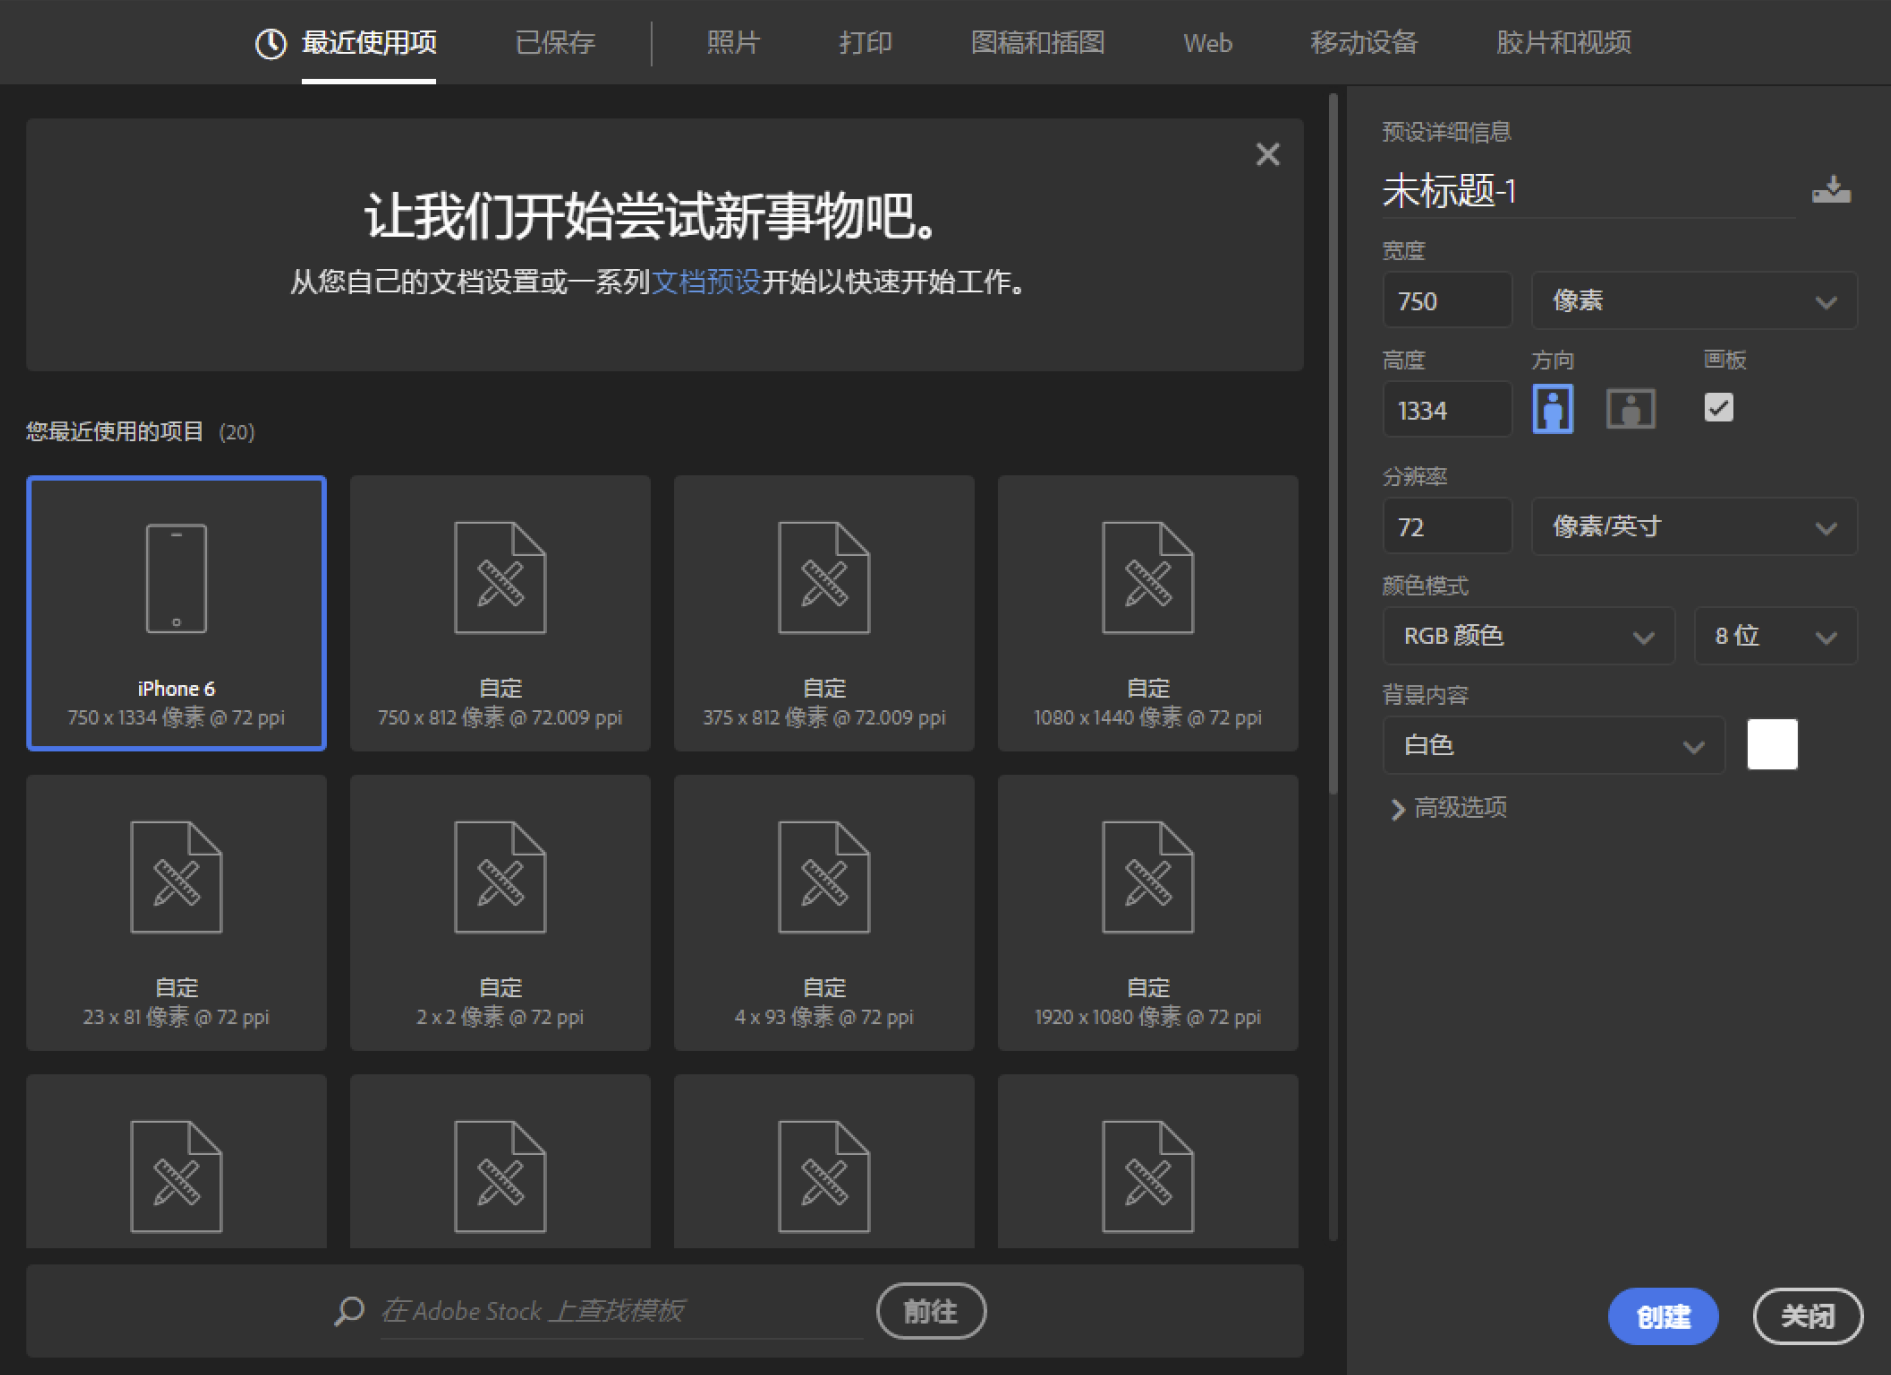 最近使用项 已保存 照片 打印 图稿和插图 Web 移动设备 胶片和视频
让我们开始尝试新事物吧。
从您自己的文档设置或一系列文档预设开始以快速开始工作。
您最近使用的项目 (20)
iPhone 6
750 x 1334 像素 @ 72 ppi
自定
750 x 812 像素 @ 72.009 ppi
自定
375 x 812 像素 @ 72.009 ppi
自定
1080 x 1440 像素 @ 72 ppi
自定
23 x 81 像素 @ 72 ppi
自定
2 x 2 像素 @ 72 ppi
自定
4 x 93 像素 @ 72 ppi
自定
1920 x 1080 像素 @ 72 ppi
在 Adobe Stock 上查找模板
前往
预设详细信息
未标题-1
宽度
750 像素
高度 方向 画板
1334
分辨率
72 像素/英寸
颜色模式
RGB 颜色 8 位
背景内容
白色
高级选项
创建 关闭